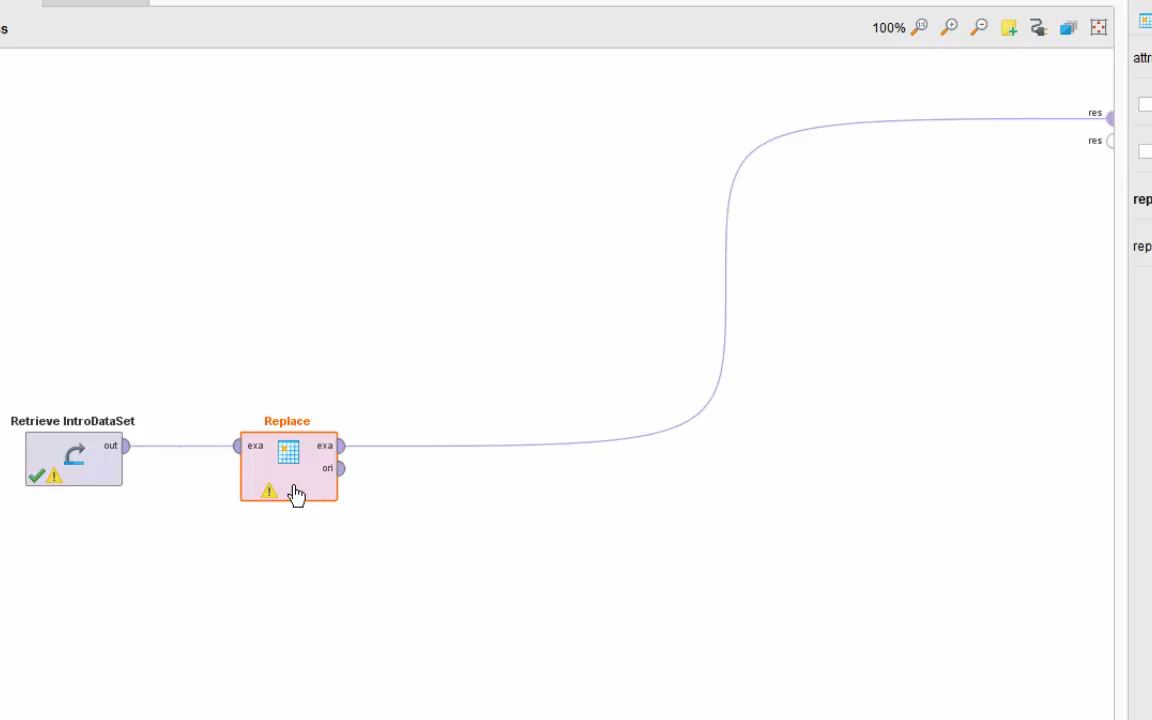 s
100%
attr
res
res
rep
rep
Retrieve IntroDataSet
Replace
out
exa
exa
ori